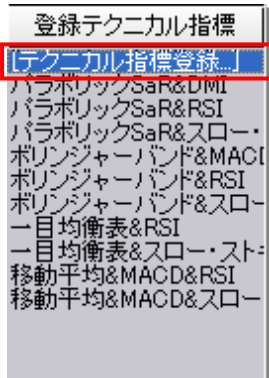 登録テクニカル指標
[テクニカル指標登録...]
パラボリックSaR&DMI
パラボリックSaR&RSI
パラボリックSaR&スロー・
ボリンジャーバンド&MACD
ボリンジャーバンド&RSI
ボリンジャーバンド&スロー
一目均衡表&RSI
一目均衡表&スロー・スト
移動平均&MACD&RSI
移動平均&MACD&スロー